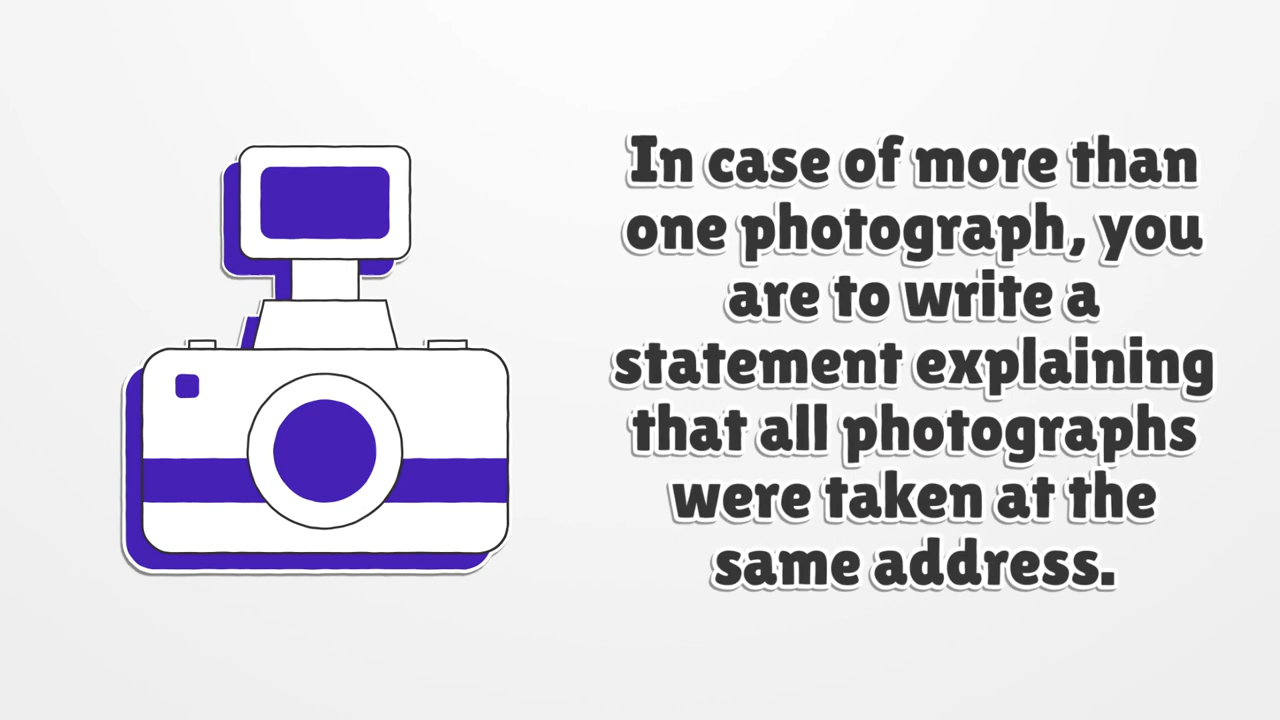 In case of more than
one photograph, you
are to write a
statement explaining
that all photographs
were taken at the
same address.